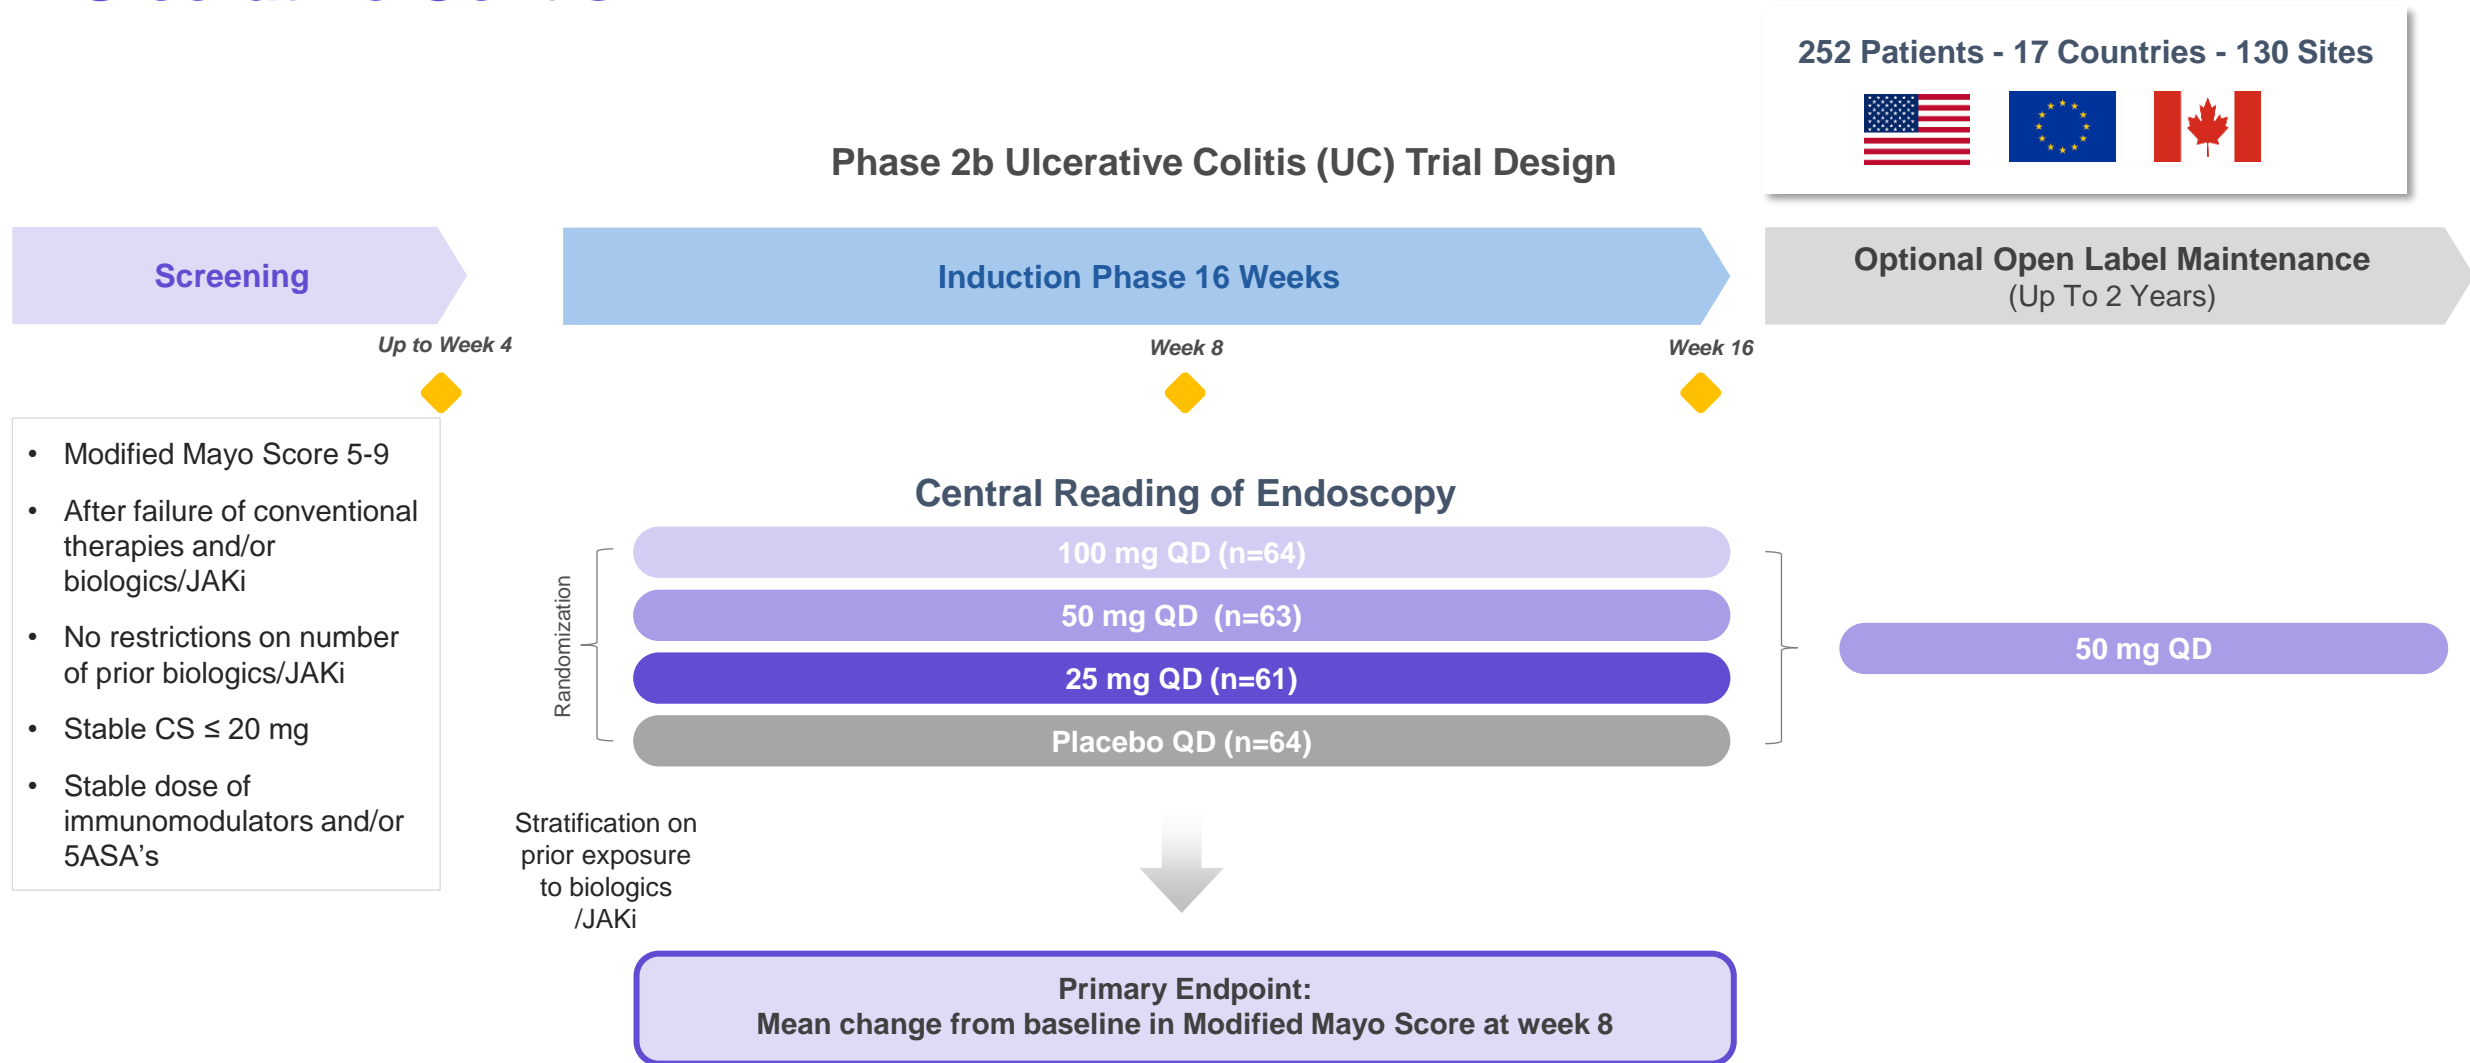 252 Patients - 17 Countries - 130 Sites
Phase 2b Ulcerative Colitis (UC) Trial Design
Screening
Induction Phase 16 Weeks
Optional Open Label Maintenance
(Up To 2 Years)
Up to Week 4
Week 8
Week 16
• Modified Mayo Score 5-9
• After failure of conventional
therapies and/or
biologics/JAKi
• No restrictions on number
of prior biologics/JAKi
• Stable CS ≤ 20 mg
• Stable dose of
immunomodulators and/or
5ASA's
Central Reading of Endoscopy
Randomization
100 mg QD (n=64)
50 mg QD (n=63)
25 mg QD (n=61)
Placebo QD (n=64)
50 mg QD
Stratification on
prior exposure
to biologics
/JAKi
Primary Endpoint:
Mean change from baseline in Modified Mayo Score at week 8